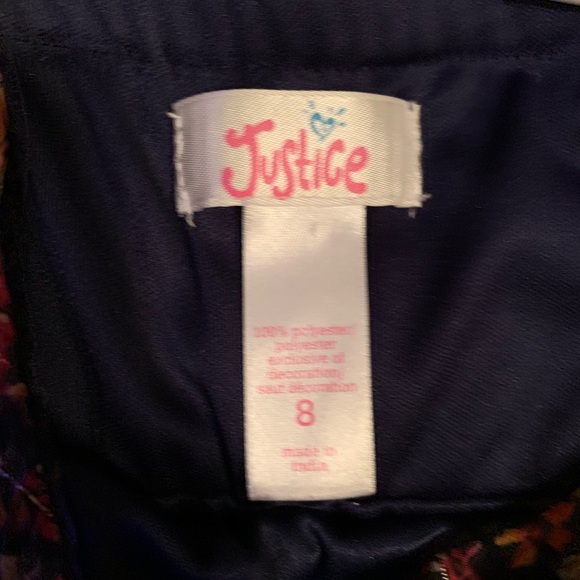 Justice
100% polyester/
polyester
exclusive of
decoration/
sauf décoration
8
made in
India